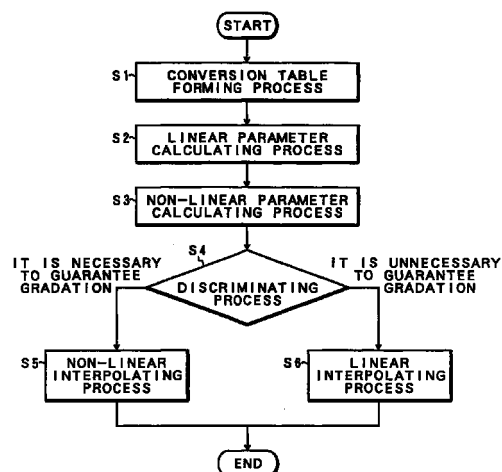 START
S1
CONVERSION TABLE
FORMING PROCESS
S2
LINEAR PARAMETER
CALCULATING PROCESS
S3
NON-LINEAR PARAMETER
CALCULATING PROCESS
S4
IT IS NECESSARY
TO GUARANTEE
GRADATION
IT IS UNNECESSARY
TO GUARANTEE
GRADATION
DISCRIMINATING
PROCESS
S5
NON-LINEAR
INTERPOLATING
PROCESS
S6
LINEAR
INTERPOLATING
PROCESS
END